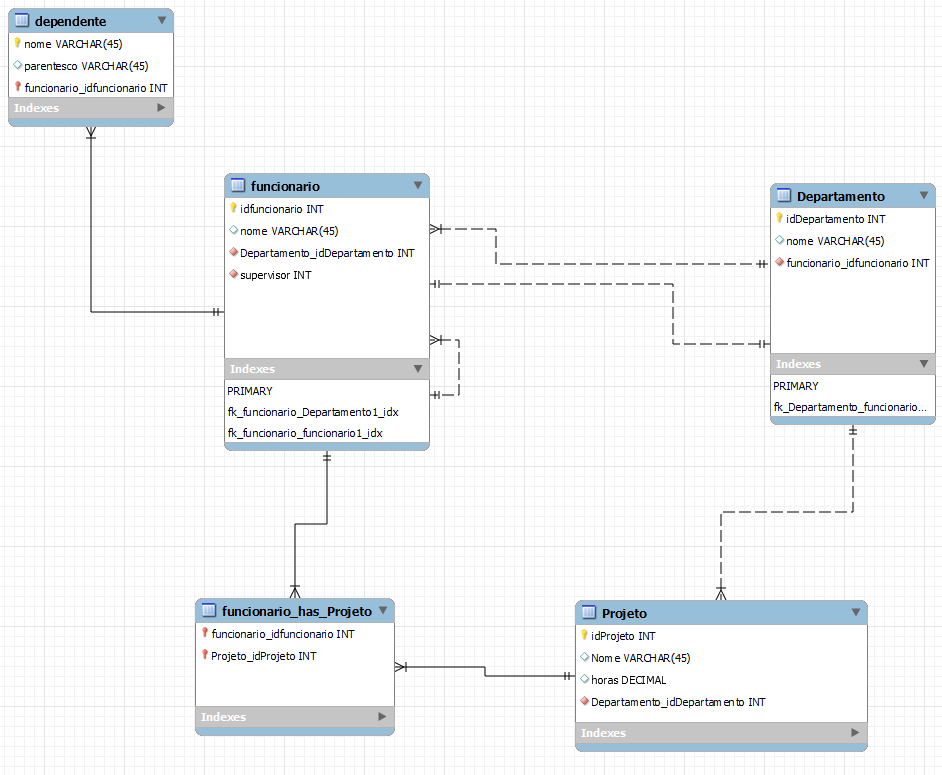 dependente
nome VARCHAR(45)
parentesco VARCHAR(45)
funcionario_idfuncionario INT
Indexes
funcionario
idfuncionario INT
nome VARCHAR(45)
Departamento_idDepartamento INT
supervisor INT
Indexes
PRIMARY
fk_funcionario_Departamento1_idx
fk_funcionario_funcionario1_idx
Departamento
idDepartamento INT
nome VARCHAR(45)
funcionario_idfuncionario INT
Indexes
PRIMARY
fk_Departamento_funcionario...
funcionario_has_Projeto
funcionario_idfuncionario INT
Projeto_idProjeto INT
Indexes
Projeto
idProjeto INT
Nome VARCHAR(45)
horas DECIMAL
Departamento_idDepartamento INT
Indexes